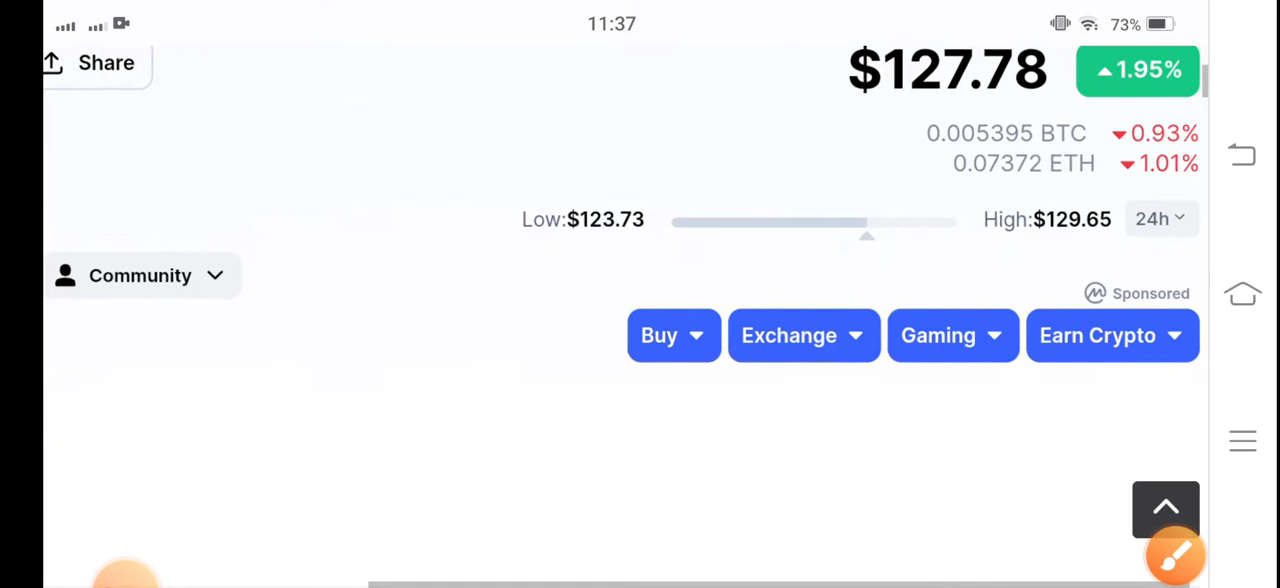 11:37
73%
Share
$127.78
1.95%
0.005395 BTC 0.93%
0.07372 ETH 1.01%
Low:$123.73 High:$129.65 24h
Community
Sponsored
Buy Exchange Gaming Earn Crypto